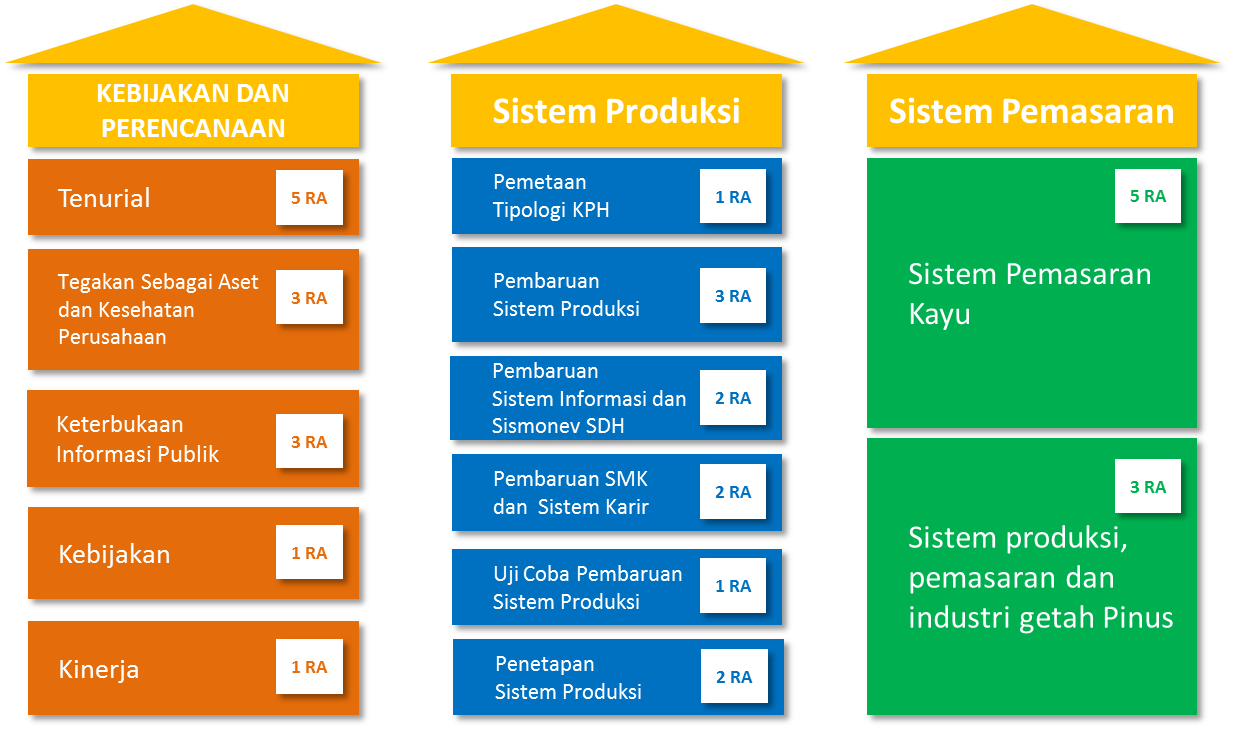 KEBIJAKAN DAN
PERENCANAAN
Tenurial
5 RA
Tegakan Sebagai Aset
dan Kesehatan
Perusahaan
3 RA
Keterbukaan
Informasi Publik
3 RA
Kebijakan
1 RA
Kinerja
1 RA
Sistem Produksi
Pemetaan
Tipologi KPH
1 RA
Pembaruan
Sistem Produksi
3 RA
Pembaruan
Sistem Informasi dan
Sismonev SDH
2 RA
Pembaruan SMK
dan Sistem Karir
2 RA
Uji Coba Pembaruan
Sistem Produksi
1 RA
Penetapan
Sistem Produksi
2 RA
Sistem Pemasaran
5 RA
Sistem Pemasaran
Kayu
3 RA
Sistem produksi,
pemasaran dan
industri getah Pinus